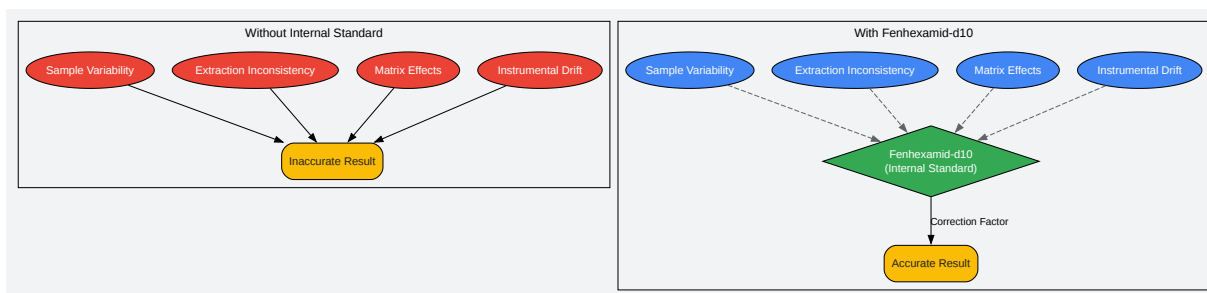 Without Internal Standard
Sample Variability
Extraction Inconsistency
Matrix Effects
Instrumental Drift
Inaccurate Result
With Fenhexamid-d10
Sample Variability
Extraction Inconsistency
Matrix Effects
Instrumental Drift
Fenhexamid-d10
(Internal Standard)
Correction Factor
Accurate Result